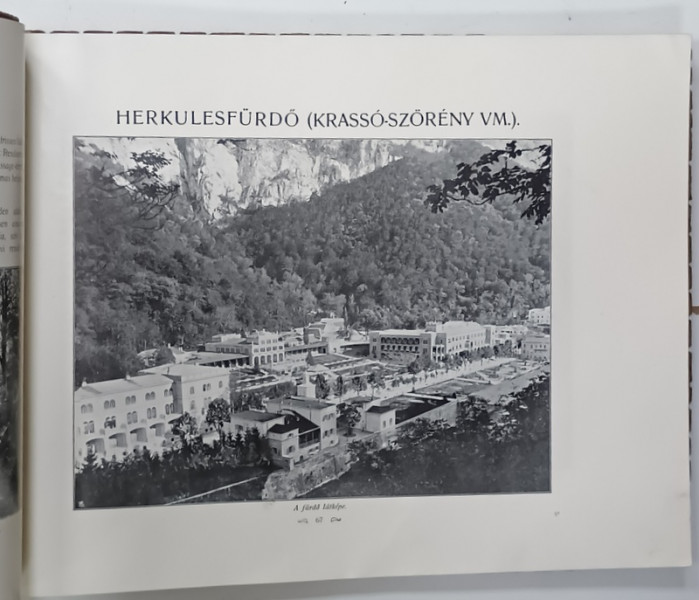 HERKULESFÜRDŐ (KRASSÓ-SZÖRÉNY VM.).
A fürdő látképe.